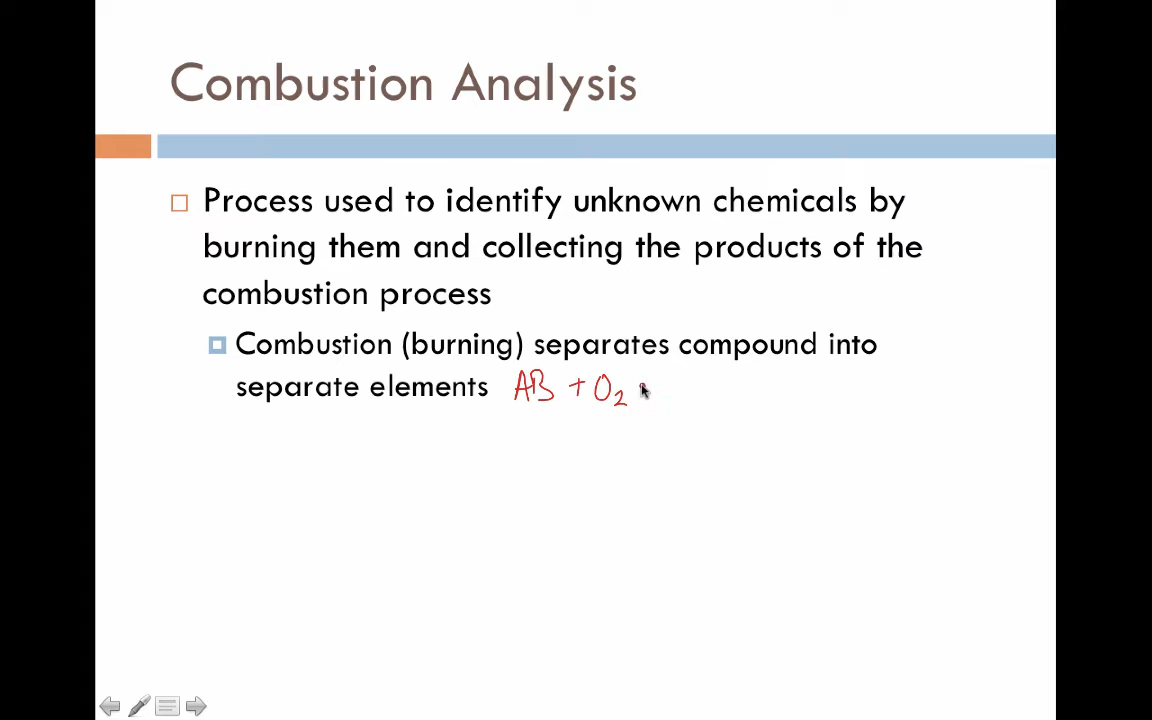 Combustion Analysis
Process used to identify unknown chemicals by
burning them and collecting the products of the
combustion process
Combustion (burning) separates compound into
separate elements AB + O₂